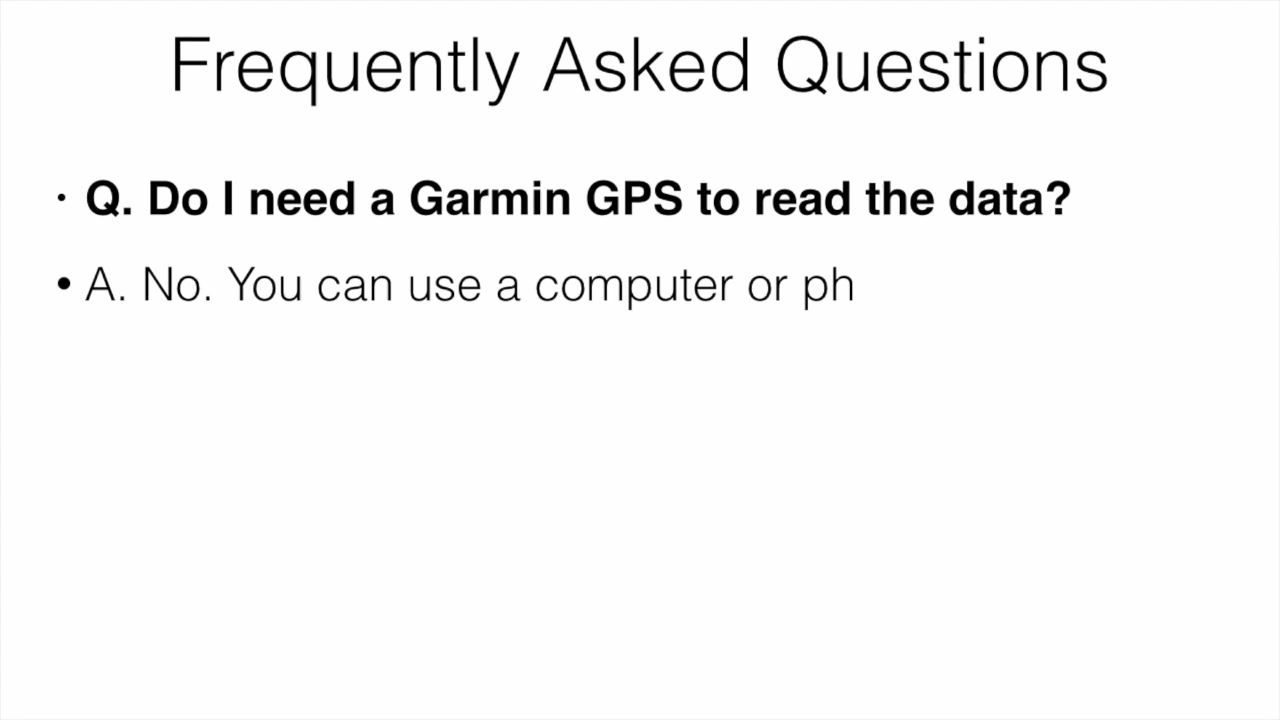 Frequently Asked Questions
· Q. Do I need a Garmin GPS to read the data?
• A. No. You can use a computer or ph